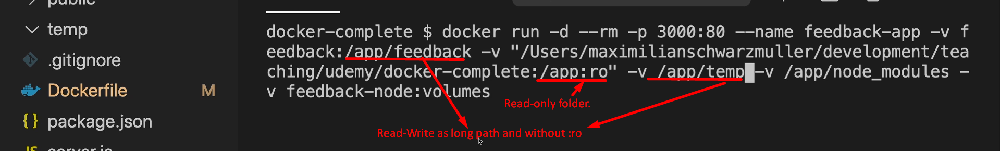 public
temp
.gitignore
Dockerfile M
package.json
docker-complete $ docker run -d --rm -p 3000:80 --name feedback-app -v f
eedback:/app/feedback -v "/Users/maximilianschwarzmuller/development/tea
ching/udemy/docker-complete:/app:ro" -v /app/temp -v /app/node_modules -
v feedback-node:volumes
Read-only folder.
Read-Write as long path and without :ro